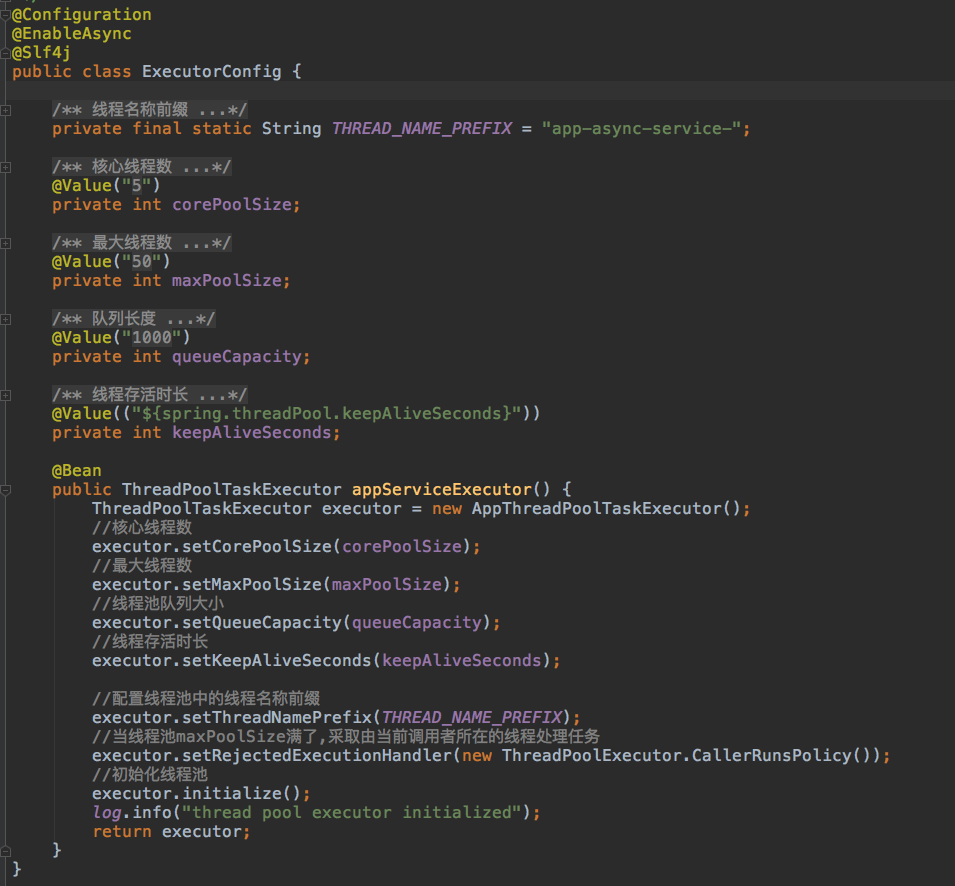 @Configuration
@EnableAsync
@Slf4j
public class ExecutorConfig {
/** 线程名称前缀 ...*/
private final static String THREAD_NAME_PREFIX = "app-async-service-";
/** 核心线程数 ...*/
@Value("5")
private int corePoolSize;
/** 最大线程数 ...*/
@Value("50")
private int maxPoolSize;
/** 队列长度 ...*/
@Value("1000")
private int queueCapacity;
/** 线程存活时长 ...*/
@Value(("${spring.threadPool.keepAliveSeconds}"))
private int keepAliveSeconds;
@Bean
public ThreadPoolTaskExecutor appServiceExecutor() {
ThreadPoolTaskExecutor executor = new AppThreadPoolTaskExecutor();
//核心线程数
executor.setCorePoolSize(corePoolSize);
//最大线程数
executor.setMaxPoolSize(maxPoolSize);
//线程池队列大小
executor.setQueueCapacity(queueCapacity);
//线程存活时长
executor.setKeepAliveSeconds(keepAliveSeconds);
//配置线程池中的线程名称前缀
executor.setThreadNamePrefix(THREAD_NAME_PREFIX);
//当线程池maxPoolSize满了,采取由当前调用者所在的线程处理任务
executor.setRejectedExecutionHandler(new ThreadPoolExecutor.CallerRunsPolicy());
//初始化线程池
executor.initialize();
log.info("thread pool executor initialized");
return executor;
}
}